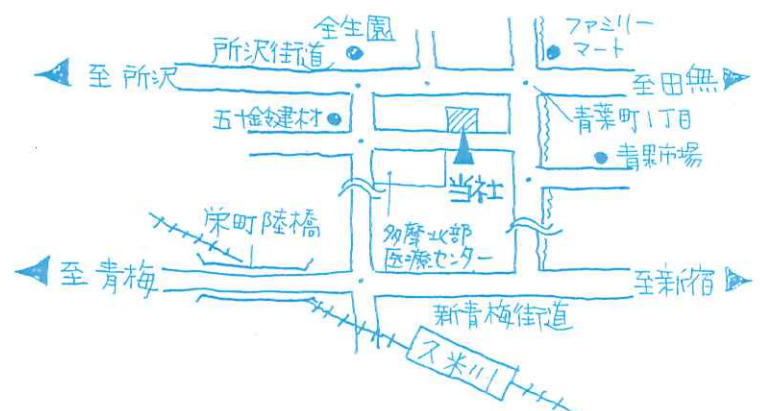 全生園
ファミリー
マート
所沢街道
至所沢
至田無
五十鈴建材
青葉町1丁目
青果市場
当社
多摩北部
医療センター
栄町陸橋
至青梅
至新宿
新青梅街道
久米川